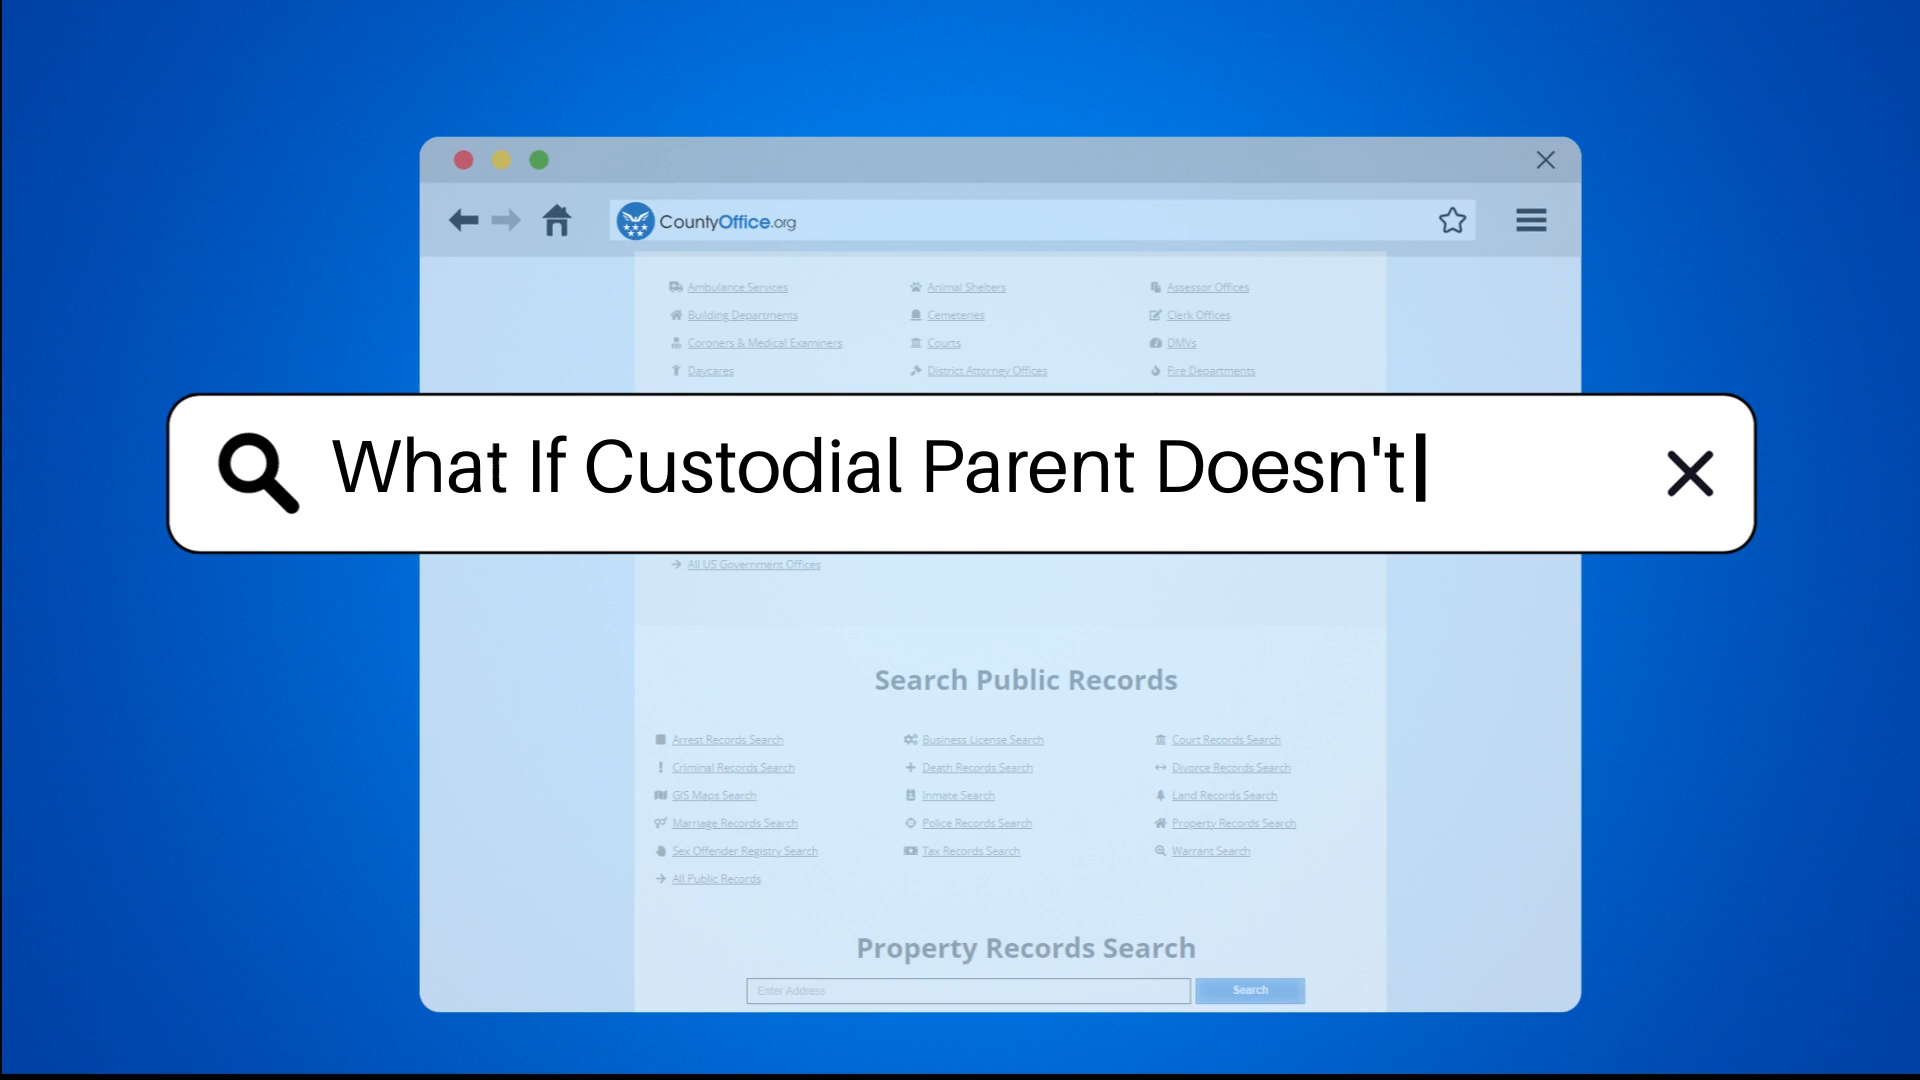 CountyOffice.org
Ambulance Services Animal Shelters Assessor Offices
Building Departments Cemeteries Clerk Offices
Coroners & Medical Examiners Courts DMVs
Daycares District Attorney Offices Fire Departments
What If Custodial Parent Doesn't
All US Government Offices
Search Public Records
Arrest Records Search Business License Search Court Records Search
Criminal Records Search Death Records Search Divorce Records Search
GIS Maps Search Inmate Search Land Records Search
Marriage Records Search Police Records Search Property Records Search
Sex Offender Registry Search Tax Records Search Warrant Search
All Public Records
Property Records Search
Enter Address Search